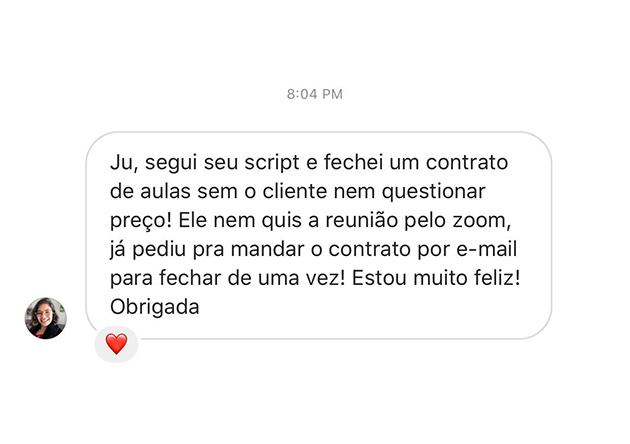 8:04 PM
Ju, segui seu script e fechei um contrato
de aulas sem o cliente nem questionar
preço! Ele nem quis a reunião pelo zoom,
já pediu pra mandar o contrato por e-mail
para fechar de uma vez! Estou muito feliz!
Obrigada